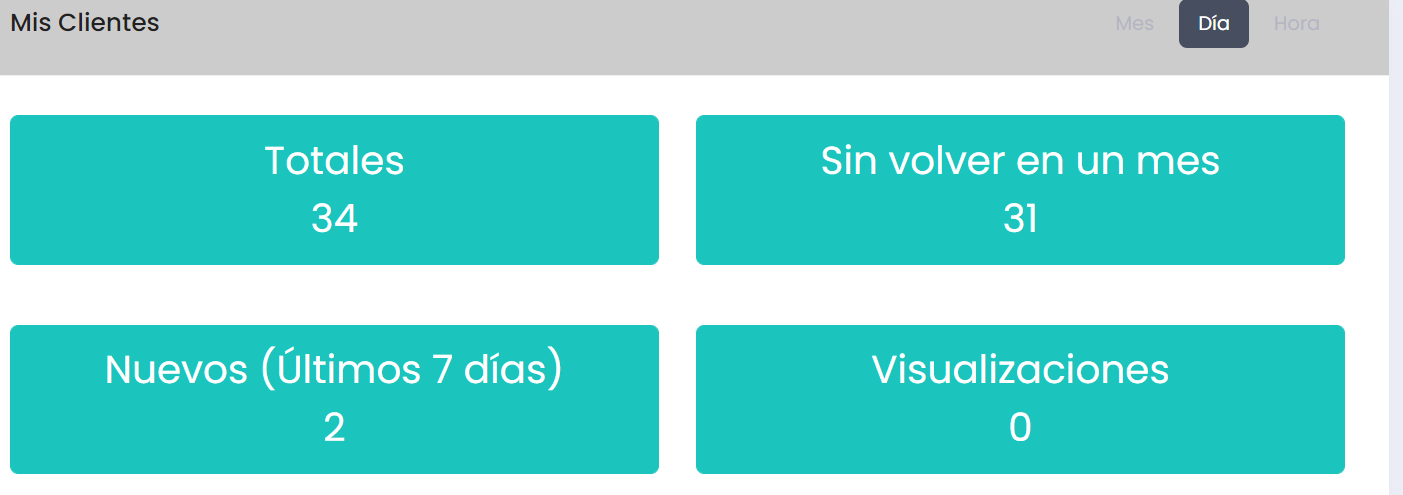 Mis Clientes
Mes Día Hora
Totales
34
Sin volver en un mes
31
Nuevos (Últimos 7 días)
2
Visualizaciones
0